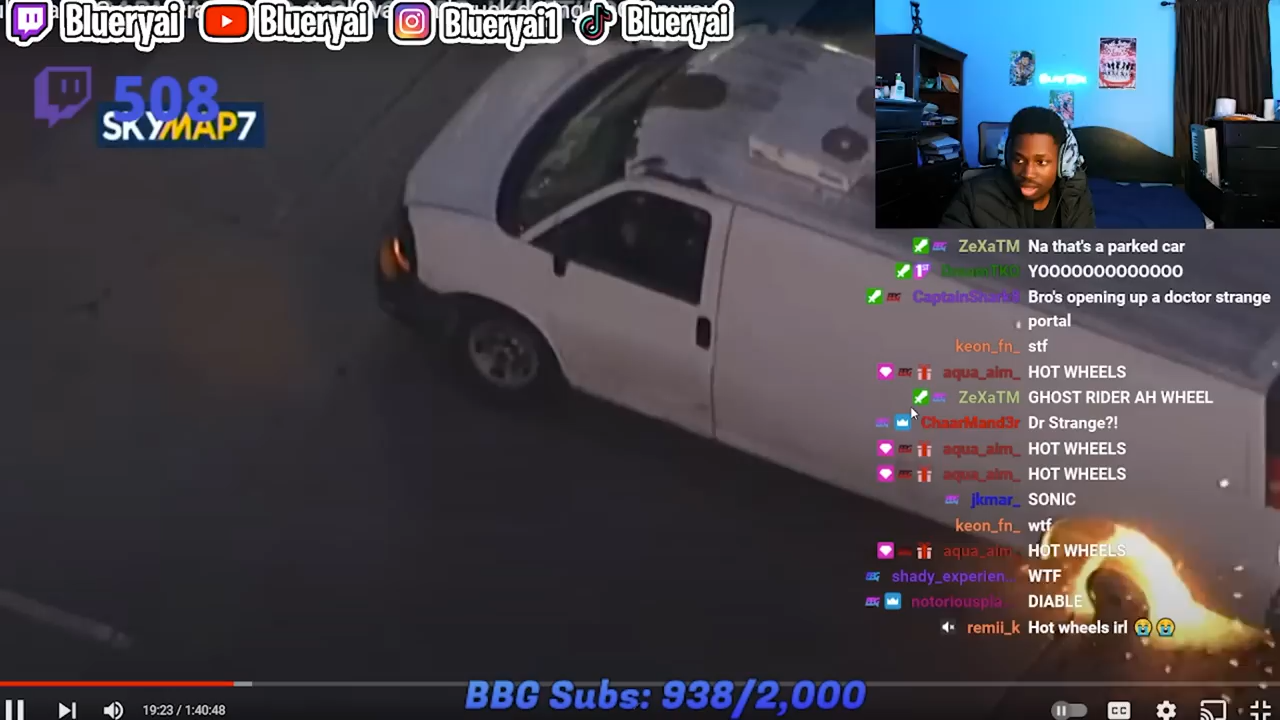 Blueryai
Blueryai
Blueryai1
Blueryai
508
SKYMAP7
ZeXaTM Na that's a parked car
YOOOOOOOOOOOOO
Bro's opening up a doctor strange
portal
keon_fn_ stf
aqua_aim_ HOT WHEELS
ZeXaTM GHOST RIDER AH WHEEL
ChaarMand3r Dr Strange?!
aqua_aim_ HOT WHEELS
aqua_aim_ HOT WHEELS
jkmar_ SONIC
keon_fn_ wtf
aqua_aim_ HOT WHEELS
shady_experien... WTF
notoriouspia... DIABLE
remii_k Hot wheels irl 😭😭
BBG Subs: 938/2,000
19:23 / 1:40:48
CC